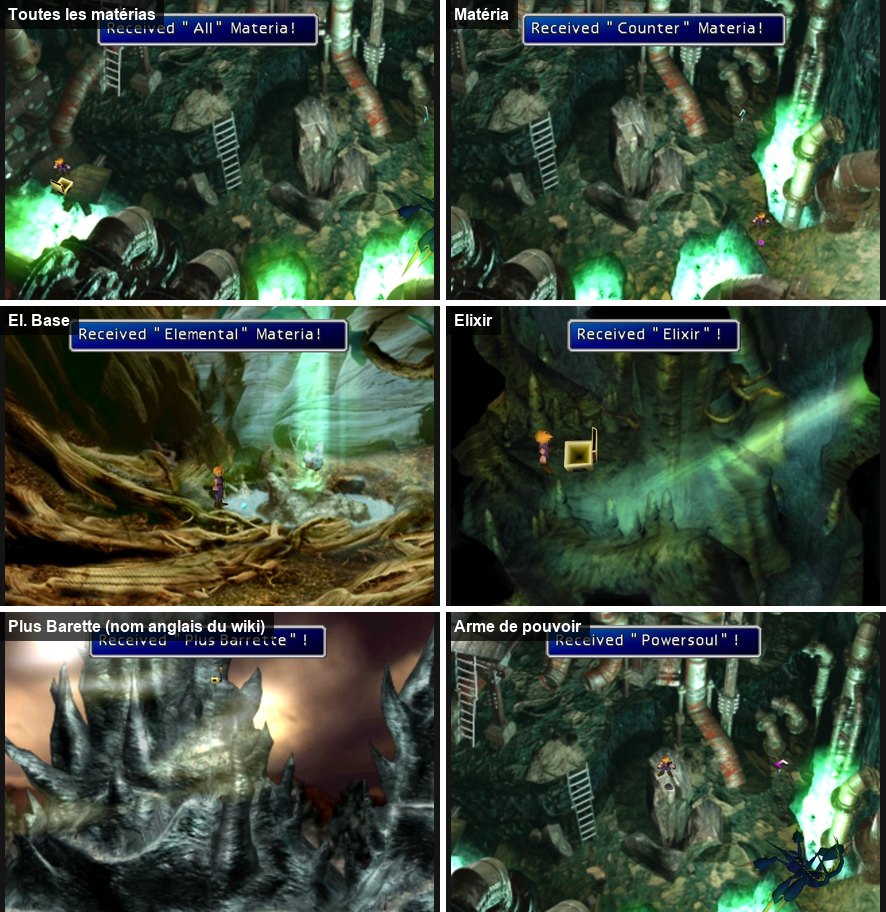 Toutes les matérias
Received "All" Materia!
Matéria
Received "Counter" Materia!
El. Base
Received "Elemental" Materia!
Elixir
Received "Elixir" !
Plus Barette (nom anglais du wiki)
Received "Plus Barrette" !
Arme de pouvoir
Received "Powersoul" !